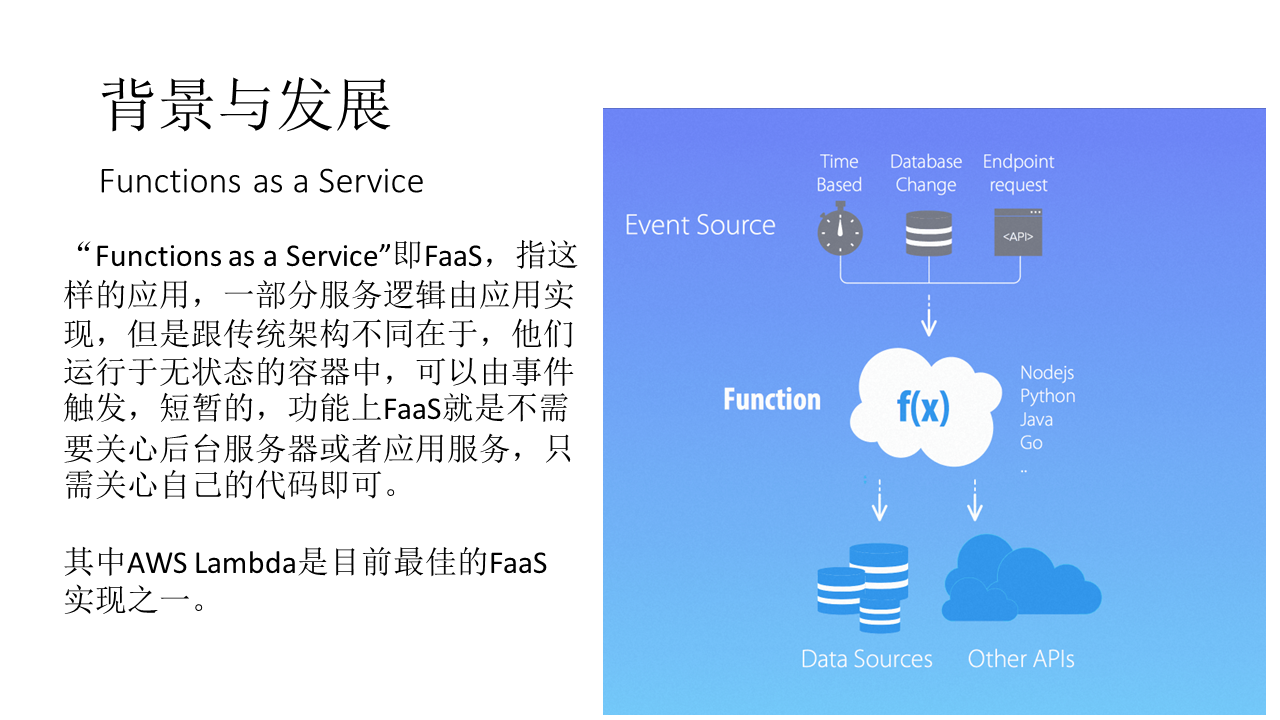 背景与发展
Functions as a Service
“Functions as a Service”即FaaS，指这
样的应用，一部分服务逻辑由应用实
现，但是跟传统架构不同在于，他们
运行于无状态的容器中，可以由事件
触发，短暂的，功能上FaaS就是不需
要关心后台服务器或者应用服务，只
需关心自己的代码即可。
其中AWS Lambda是目前最佳的FaaS
实现之一。
Time
Based
Database
Change
Endpoint
request
Event Source
<API>
Function
f(x)
Nodejs
Python
Java
Go
..
Data Sources
Other APIs